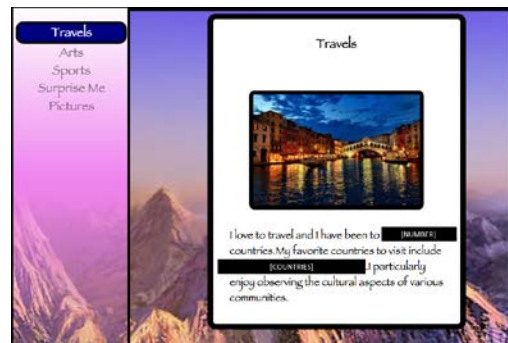 Travels
Arts
Sports
Surprise Me
Pictures
Travels
I love to travel and I have been to [NUMBER]
countries.My favorite countries to visit include
[COUNTRIES] .I particularly
enjoy observing the cultural aspects of various
communities.